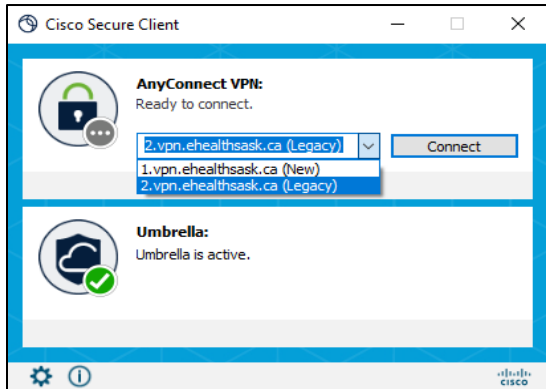 Cisco Secure Client
AnyConnect VPN:
Ready to connect.
2.vpn.ehealthsask.ca (Legacy)
Connect
1.vpn.ehealthsask.ca (New)
2.vpn.ehealthsask.ca (Legacy)
Umbrella:
Umbrella is active.
CISCO